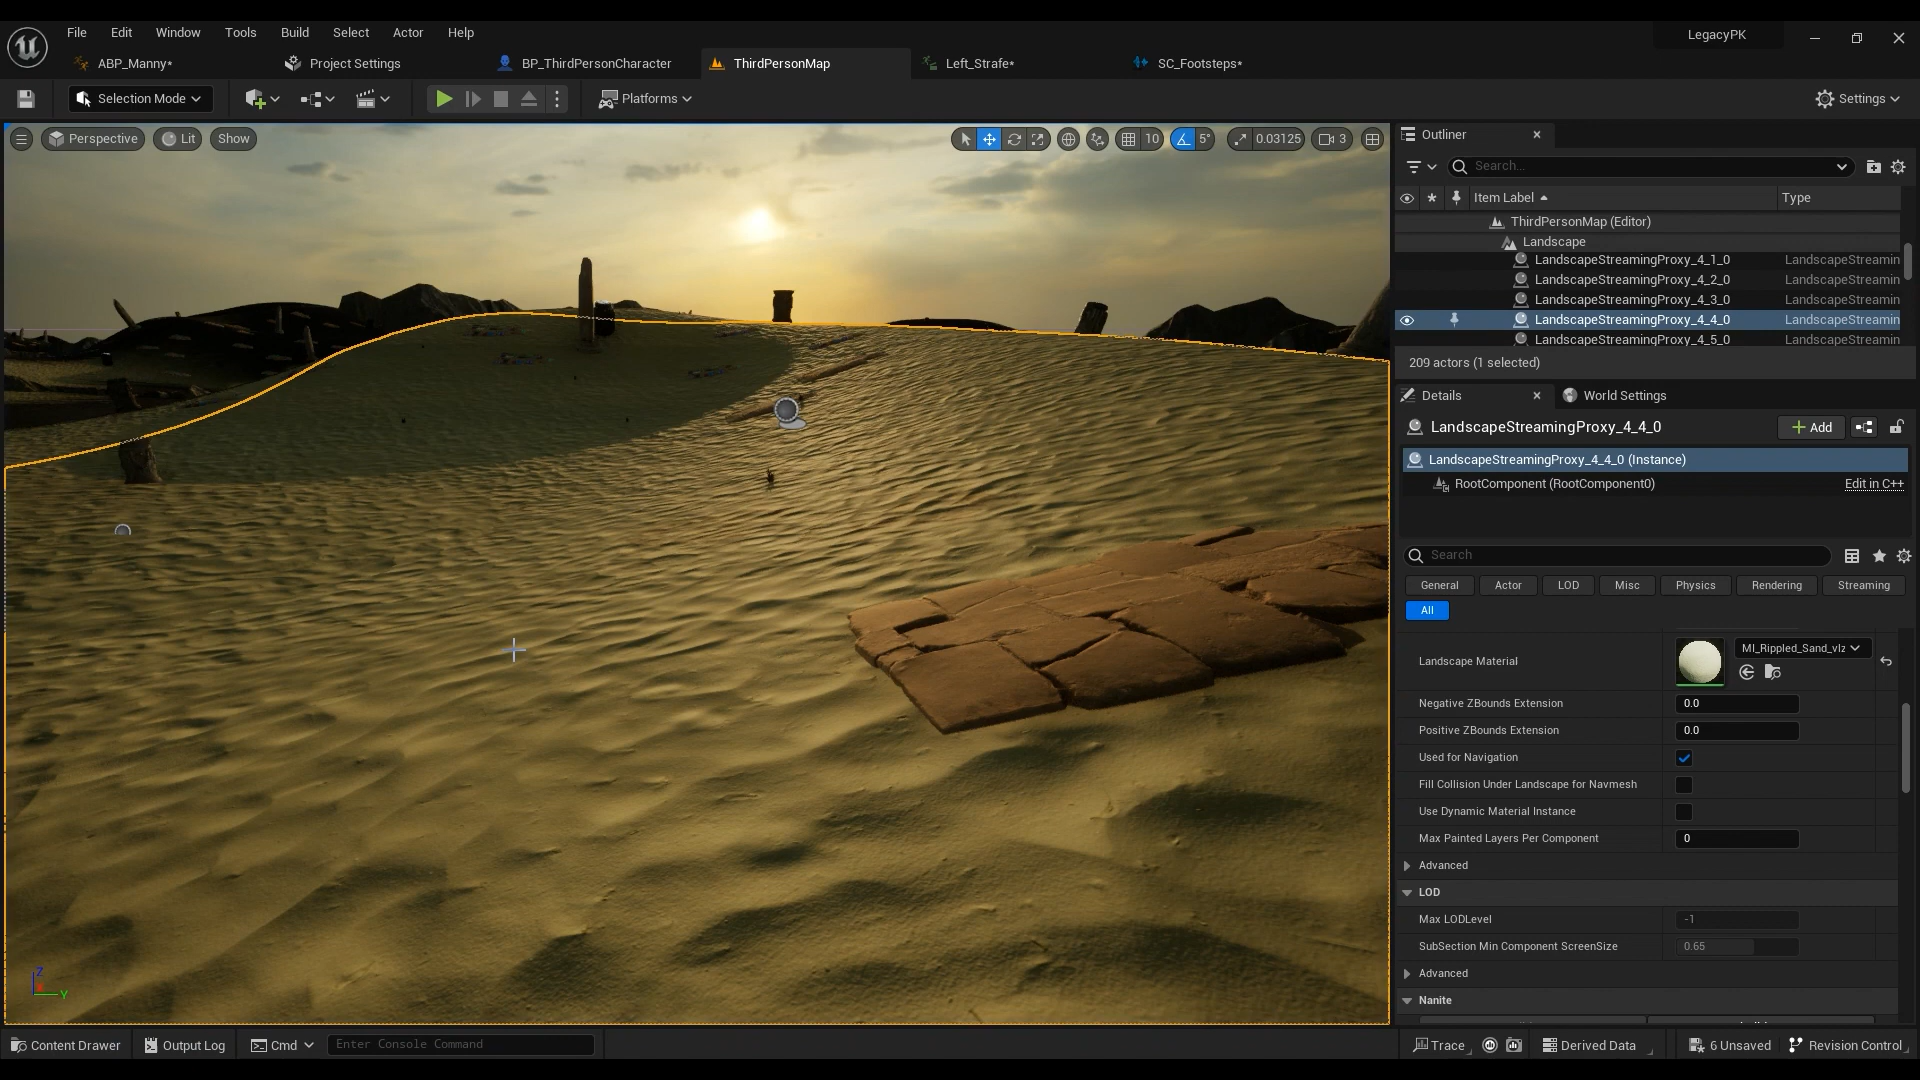 File Edit Window Tools Build Select Actor Help
LegacyPK
ABP_Manny*
Project Settings
BP_ThirdPersonCharacter
ThirdPersonMap
Left_Strafe*
SC_Footsteps*
Selection Mode
Platforms
Settings
Perspective
Lit
Show
10
5°
0.03125
3
Outliner
Search...
Item Label
Type
ThirdPersonMap (Editor)
Landscape
LandscapeStreamingProxy_4_1_0 LandscapeStreamin
LandscapeStreamingProxy_4_2_0 LandscapeStreamin
LandscapeStreamingProxy_4_3_0 LandscapeStreamin
LandscapeStreamingProxy_4_4_0 LandscapeStreamin
LandscapeStreamingProxy_4_5_0 LandscapeStreamin
209 actors (1 selected)
Details
World Settings
LandscapeStreamingProxy_4_4_0
Add
LandscapeStreamingProxy_4_4_0 (Instance)
RootComponent (RootComponent0)
Edit in C++
Search
General Actor LOD Misc Physics Rendering Streaming
All
Landscape Material
MI_Rippled_Sand_vlz
Negative ZBounds Extension 0.0
Positive ZBounds Extension 0.0
Used for Navigation
Fill Collision Under Landscape for Navmesh
Use Dynamic Material Instance
Max Painted Layers Per Component 0
Advanced
LOD
Max LODLevel -1
SubSection Min Component ScreenSize 0.65
Advanced
Nanite
Z
Y
Content Drawer
Output Log
Cmd
Enter Console Command
Trace
Derived Data
6 Unsaved
Revision Control